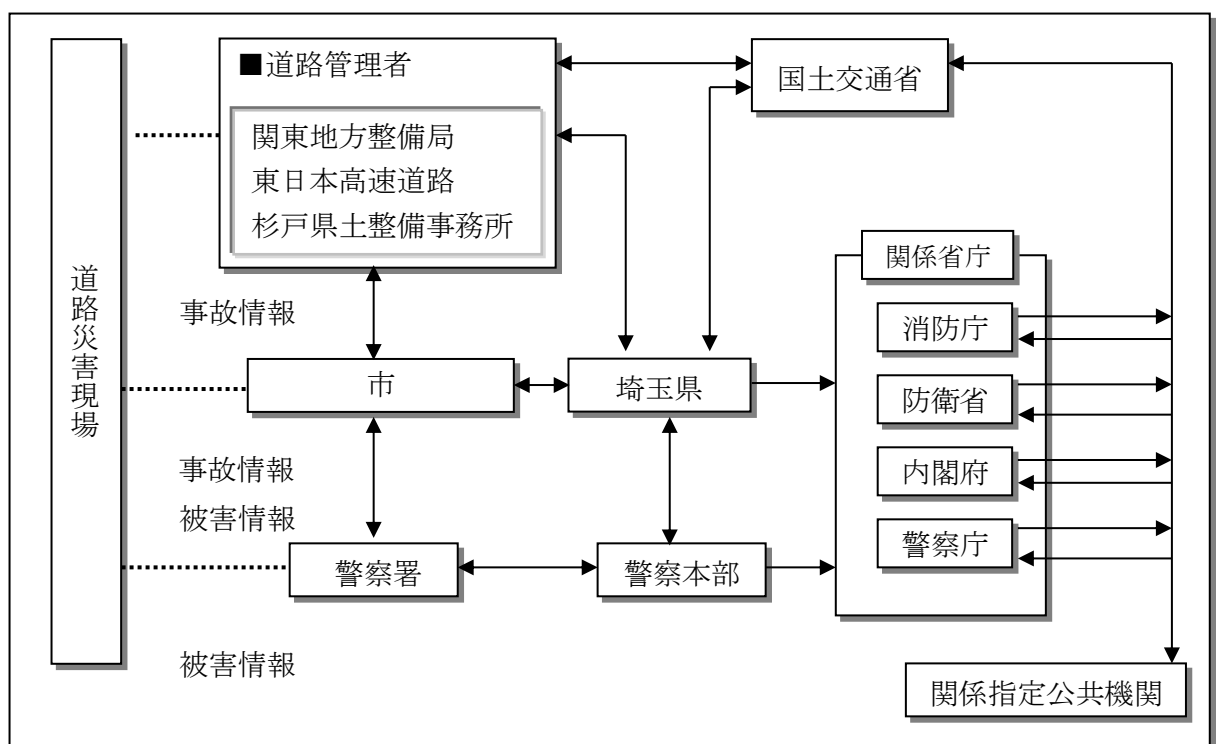 ■道路管理者
関東地方整備局
東日本高速道路
杉戸県土整備事務所
国土交通省
道路災害現場
事故情報
市
埼玉県
関係省庁
消防庁
防衛省
内閣府
警察庁
事故情報
被害情報
警察署
警察本部
被害情報
関係指定公共機関